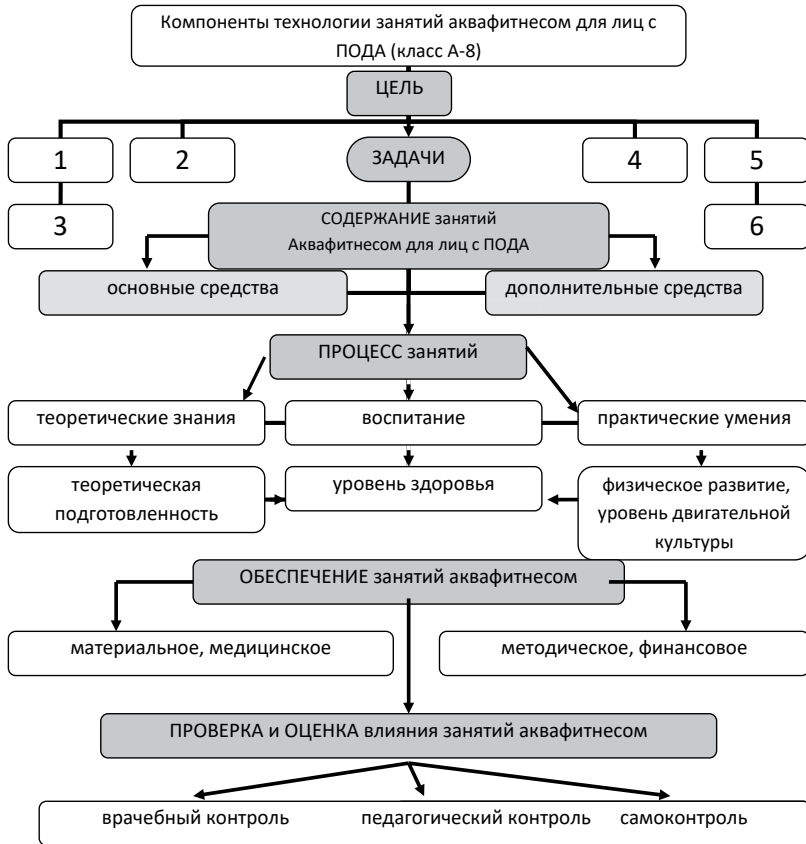 Компоненты технологии занятий аквафитнесом для лиц с
ПОДА (класс А-8)
ЦЕЛЬ
1
2
ЗАДАЧИ
4
5
3
6
СОДЕРЖАНИЕ занятий
Аквафитнесом для лиц с ПОДА
основные средства
дополнительные средства
ПРОЦЕСС занятий
теоретические знания
воспитание
практические умения
теоретическая
подготовленность
уровень здоровья
физическое развитие,
уровень двигательной
культуры
ОБЕСПЕЧЕНИЕ занятий аквафитнесом
материальное, медицинское
методическое, финансовое
ПРОВЕРКА и ОЦЕНКА влияния занятий аквафитнесом
врачебный контроль
педагогический контроль
самоконтроль